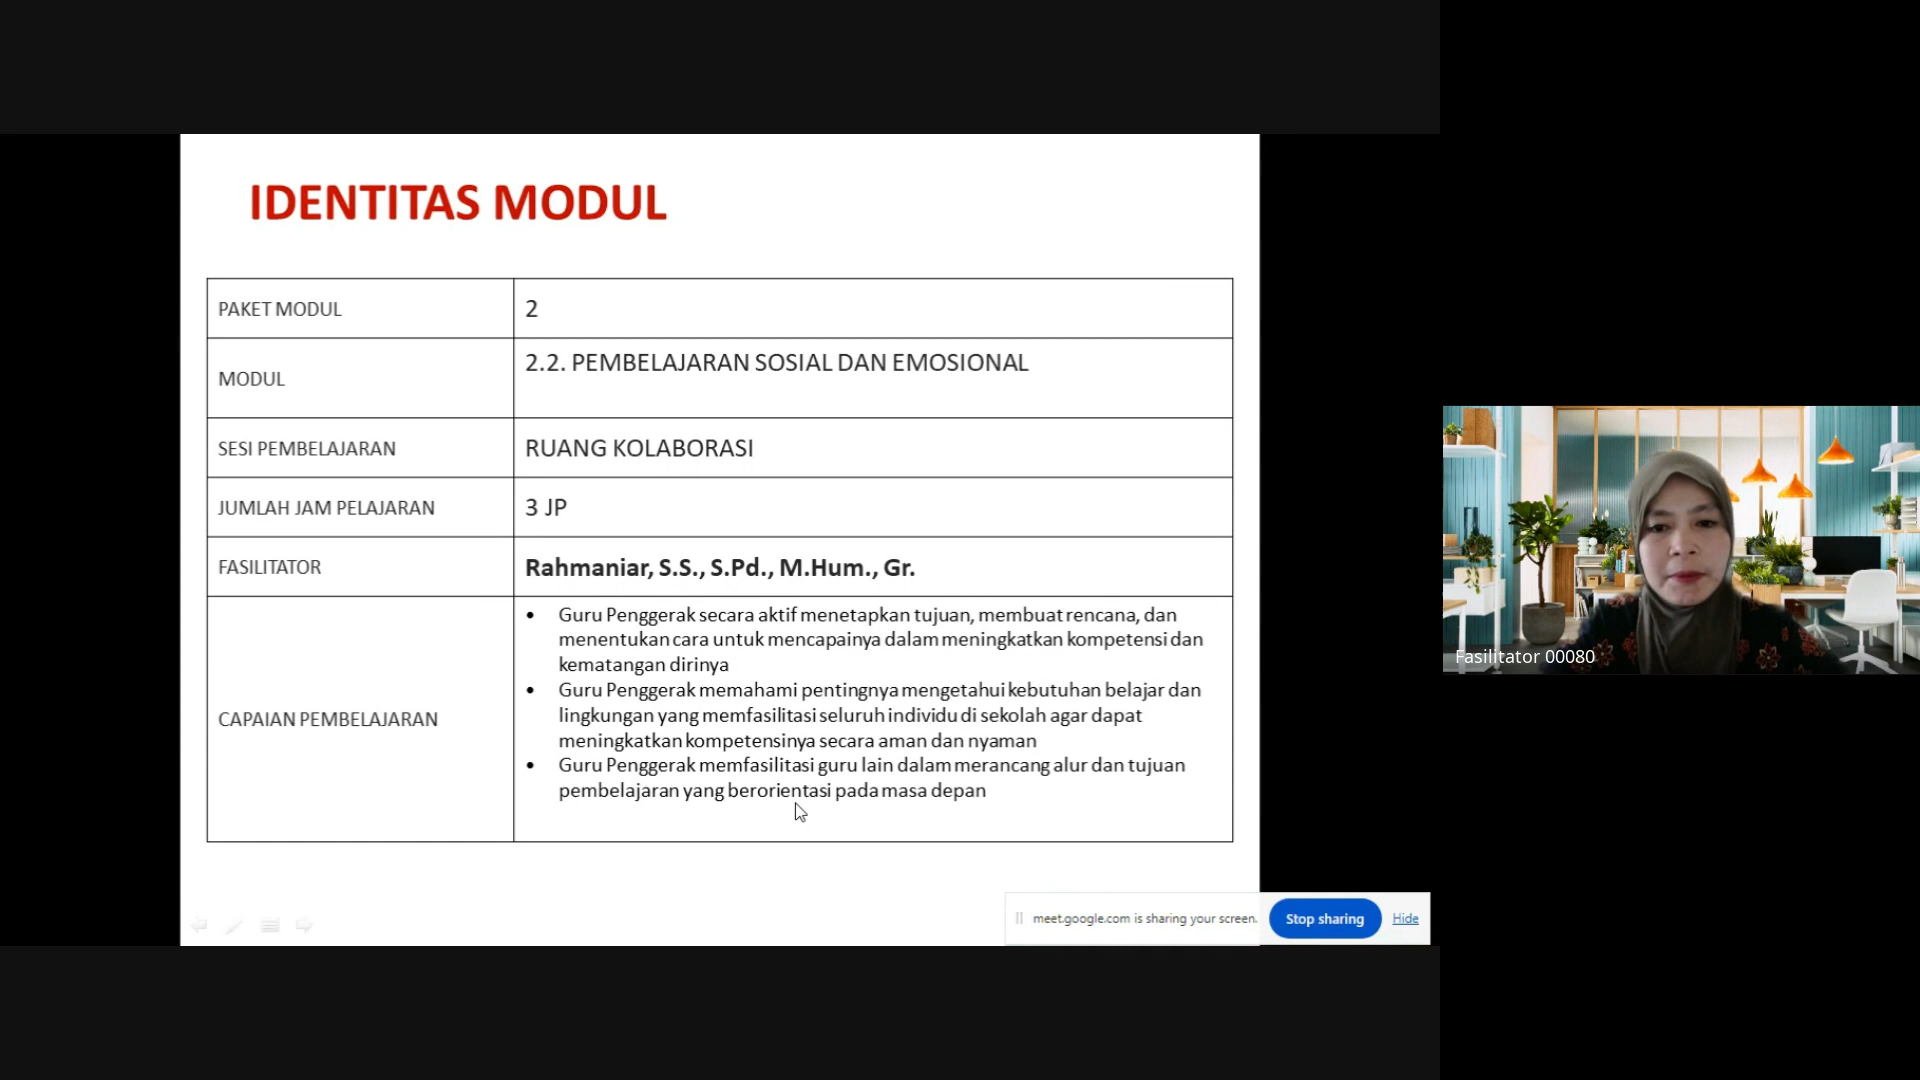 IDENTITAS MODUL
PAKET MODUL
2
MODUL
2.2. PEMBELAJARAN SOSIAL DAN EMOSIONAL
SESI PEMBELAJARAN
RUANG KOLABORASI
JUMLAH JAM PELAJARAN
3 JP
FASILITATOR
Rahmaniar, S.S., S.Pd., M.Hum., Gr.
CAPAIAN PEMBELAJARAN
• Guru Penggerak secara aktif menetapkan tujuan, membuat rencana, dan
menentukan cara untuk mencapainya dalam meningkatkan kompetensi dan
kematangan dirinya
• Guru Penggerak memahami pentingnya mengetahui kebutuhan belajar dan
lingkungan yang memfasilitasi seluruh individu di sekolah agar dapat
meningkatkan kompetensinya secara aman dan nyaman
• Guru Penggerak memfasilitasi guru lain dalam merancang alur dan tujuan
pembelajaran yang berorientasi pada masa depan
meet.google.com is sharing your screen.
Stop sharing
Hide
Fasilitator 00080